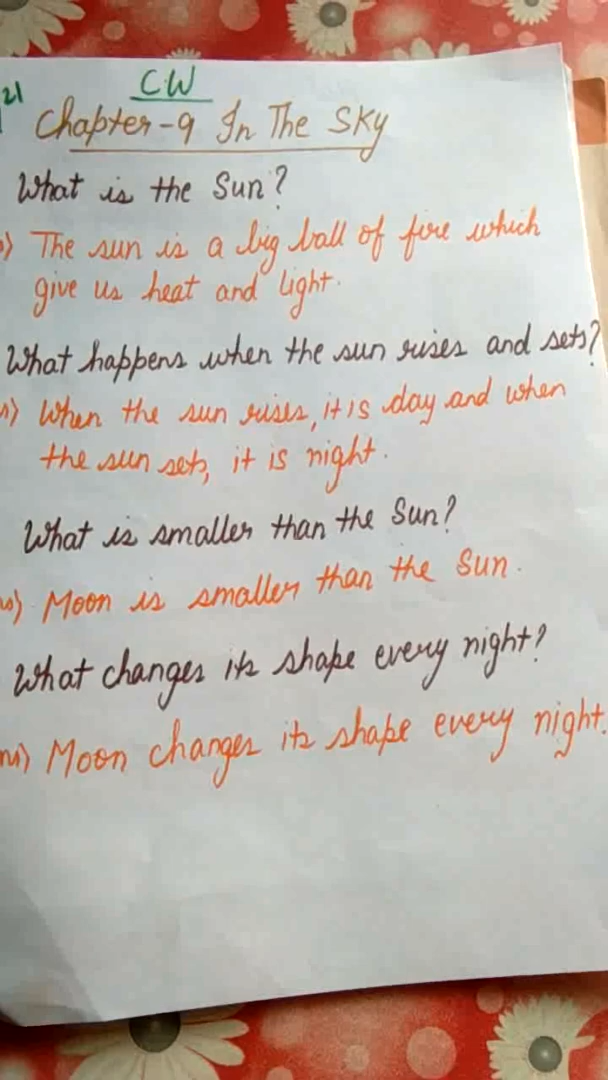 21
CW
Chapter-9 In The Sky
What is the Sun?
The sun is a big ball of fire which
give us heat and light.
What happens when the sun rises and sets?
s) When the sun rises, it is day and when
the sun sets, it is night.
What is smaller than the Sun?
ns) Moon is smaller than the Sun.
What changes its shape every night?
ns) Moon changes its shape every night.